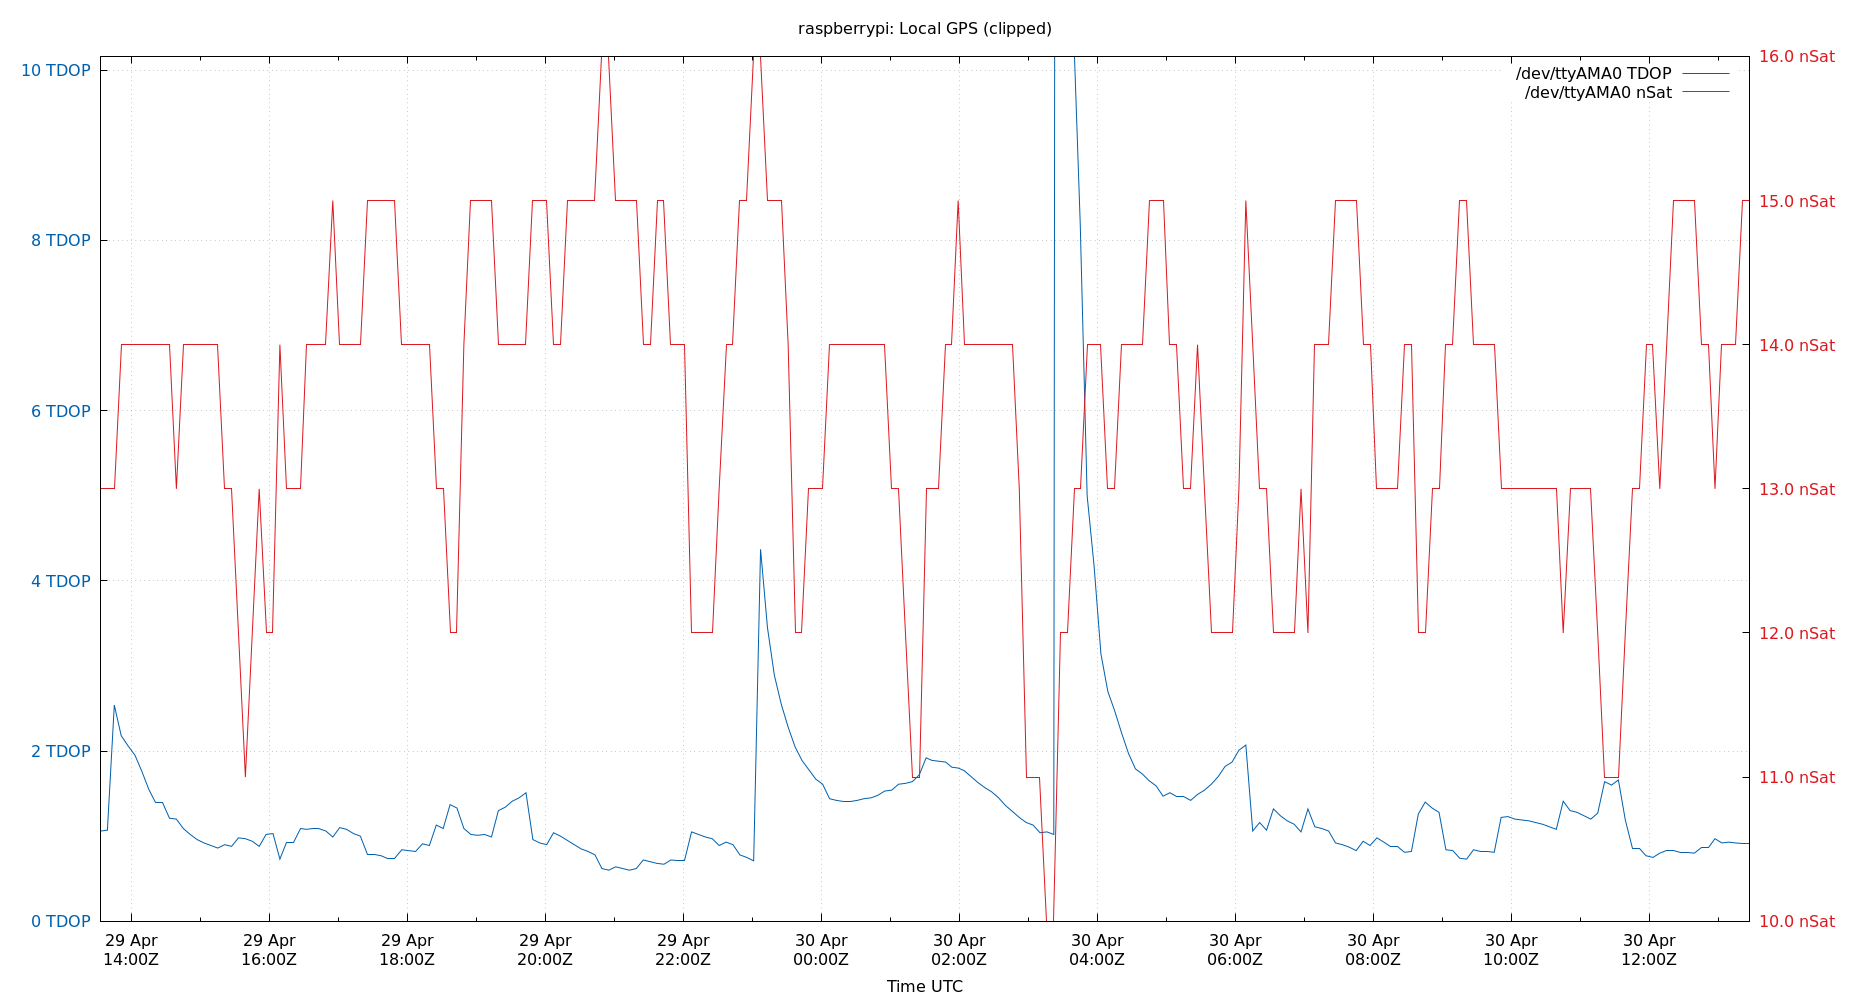 raspberrypi: Local GPS (clipped)
10 TDOP
8 TDOP
6 TDOP
4 TDOP
2 TDOP
0 TDOP
16.0 nSat
15.0 nSat
14.0 nSat
13.0 nSat
12.0 nSat
11.0 nSat
10.0 nSat
/dev/ttyAMA0 TDOP
/dev/ttyAMA0 nSat
29 Apr
14:00Z
29 Apr
16:00Z
29 Apr
18:00Z
29 Apr
20:00Z
29 Apr
22:00Z
30 Apr
00:00Z
30 Apr
02:00Z
30 Apr
04:00Z
30 Apr
06:00Z
30 Apr
08:00Z
30 Apr
10:00Z
30 Apr
12:00Z
Time UTC